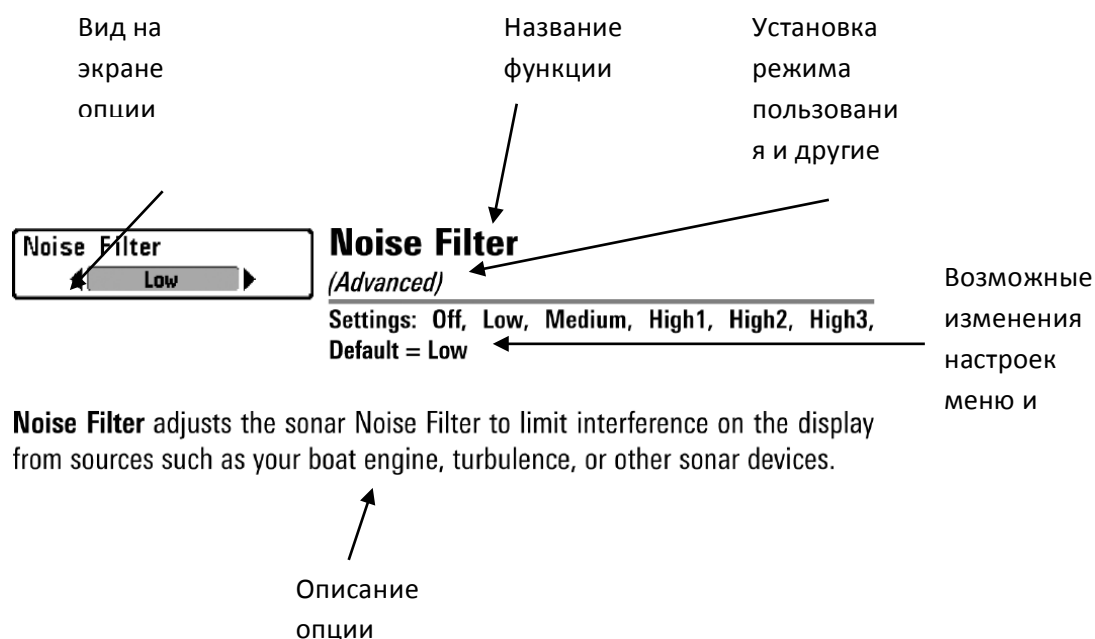 Вид на
экране
опции
Название
функции
Установка
режима
пользовани
я и другие
Noise Filter
Low
Noise Filter
(Advanced)
Settings: Off, Low, Medium, High1, High2, High3,
Default = Low
Возможные
изменения
настроек
меню и
Noise Filter adjusts the sonar Noise Filter to limit interference on the display
from sources such as your boat engine, turbulence, or other sonar devices.
Описание
опции